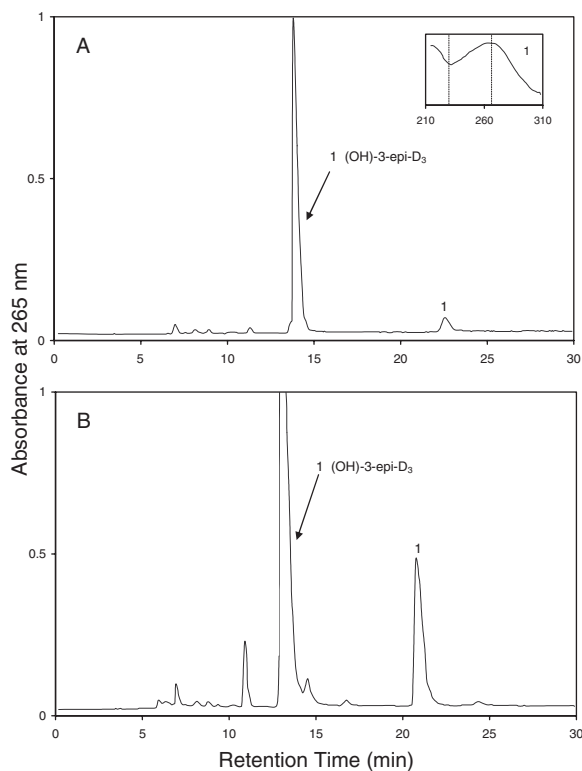 A
1
1 (OH)-3-epi-D₃
1
210 260 310
1
0.5
0
0 5 10 15 20 25 30
B
1 (OH)-3-epi-D₃
1
1
0.5
0
0 5 10 15 20 25 30
Absorbance at 265 nm
Retention Time (min)